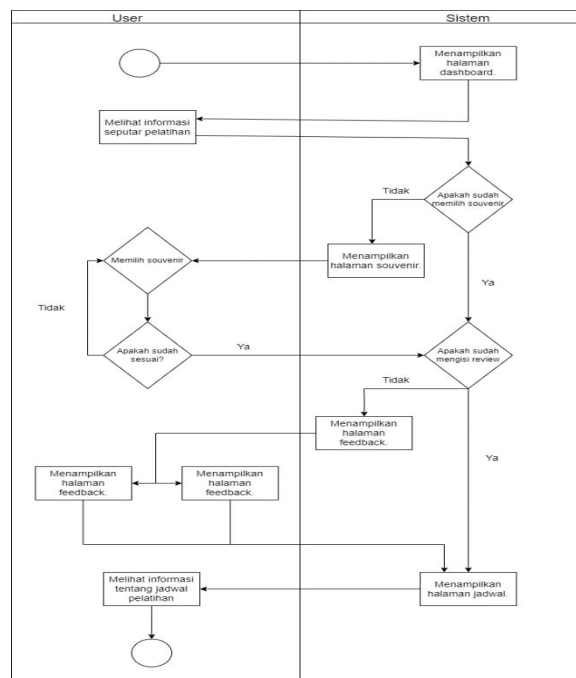 User
Sistem
Menampilkan
halaman
dashboard.
Melihat informasi
seputar pelatihan
Apakah sudah
memilih souvenir
Tidak
Menampilkan
halaman souvenir.
Memilih souvenir
Ya
Tidak
Apakah sudah
sesuai?
Ya
Apakah sudah
mengisi review
Tidak
Menampilkan
halaman
feedback.
Ya
Menampilkan
halaman
feedback.
Menampilkan
halaman
feedback.
Melihat informasi
tentang jadwal
pelatihan
Menampilkan
halaman jadwal.